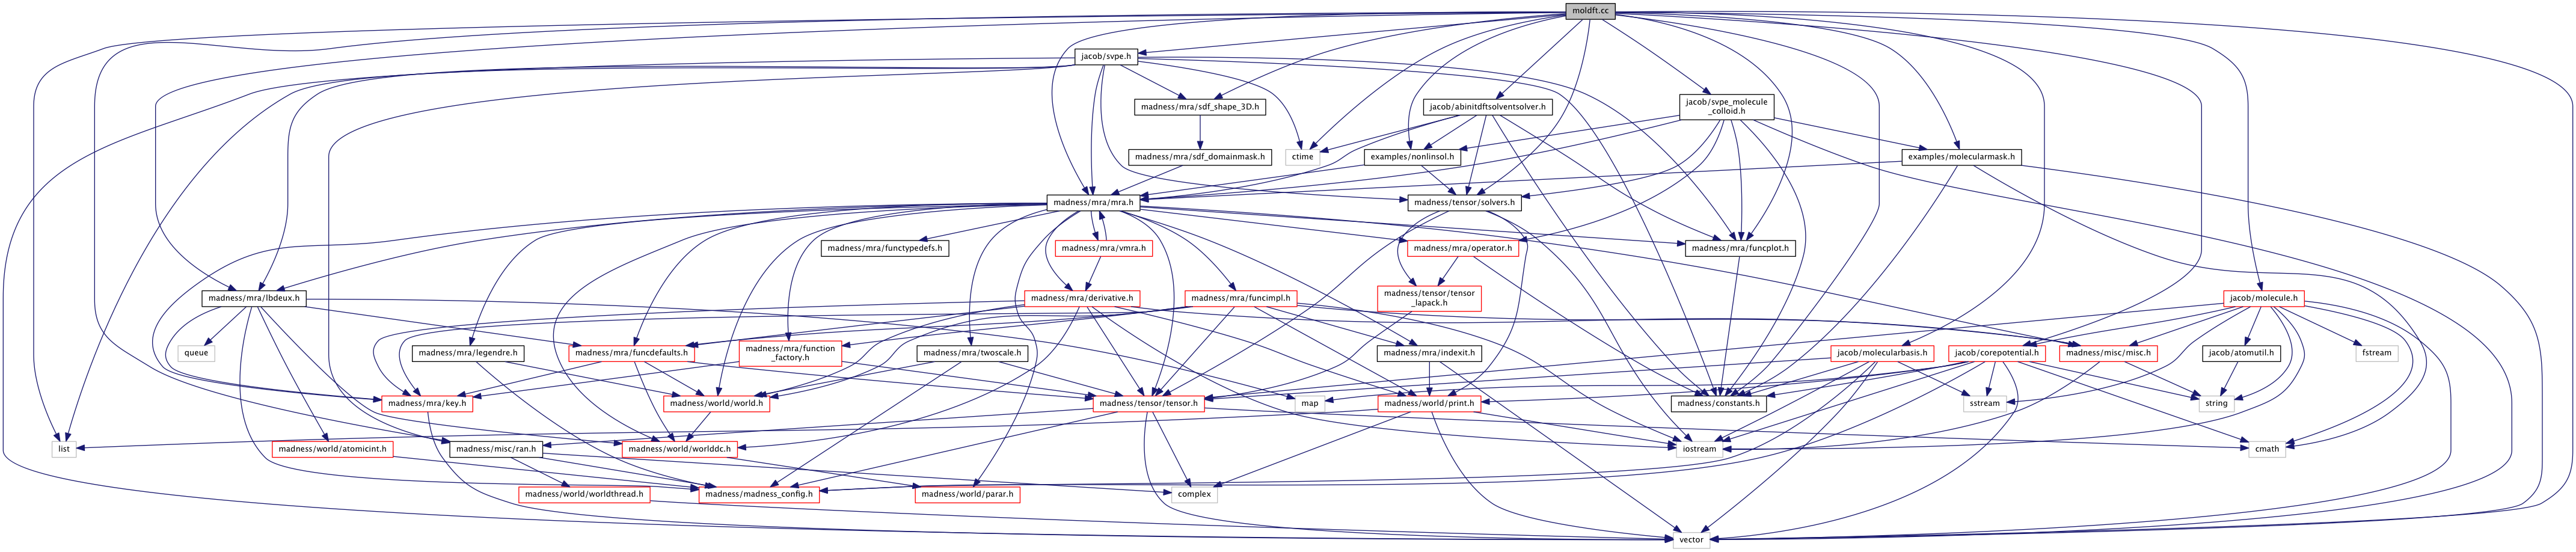 moldft.cc
jacob/svpe.h
madness/mra/sdf_shape_3D.h
jacob/abinitdftsolventsolver.h
jacob/svpe_molecule
_colloid.h
madness/mra/sdf_domainmask.h
ctime
examples/nonlinsol.h
examples/molecularmask.h
madness/mra/mra.h
madness/tensor/solvers.h
madness/mra/functypedefs.h
madness/mra/vmra.h
madness/mra/operator.h
madness/mra/funcplot.h
madness/mra/lbdeux.h
madness/mra/derivative.h
madness/mra/funcimpl.h
madness/tensor/tensor
_lapack.h
jacob/molecule.h
queue
madness/mra/legendre.h
madness/mra/funcdefaults.h
madness/mra/function
_factory.h
madness/mra/twoscale.h
madness/mra/indexit.h
jacob/molecularbasis.h
jacob/corepotential.h
madness/misc/misc.h
jacob/atomutil.h
fstream
madness/mra/key.h
madness/world/world.h
madness/tensor/tensor.h
map
madness/world/print.h
madness/constants.h
sstream
string
list
madness/world/atomicint.h
madness/misc/ran.h
madness/world/worlddc.h
iostream
cmath
madness/world/worldthread.h
madness/madness_config.h
madness/world/parar.h
complex
vector